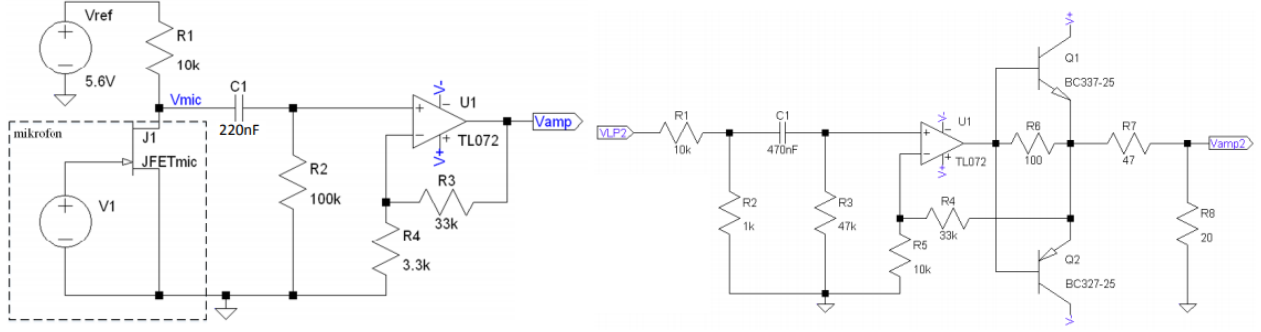 Vref
5.6V
R1
10k
Vmic
C1
220nF
V-
U1
TL072
V+
Vamp
mikrofon
J1
JFETmic
V1
R2
100k
R3
33k
R4
3.3k
VLP2
R1
10k
C1
470nF
R2
1k
R3
47k
U1
TL072
V+
R4
33k
R5
10k
R6
100
V+
Q1
BC337-25
R7
47
Vamp2
R8
20
Q2
BC327-25